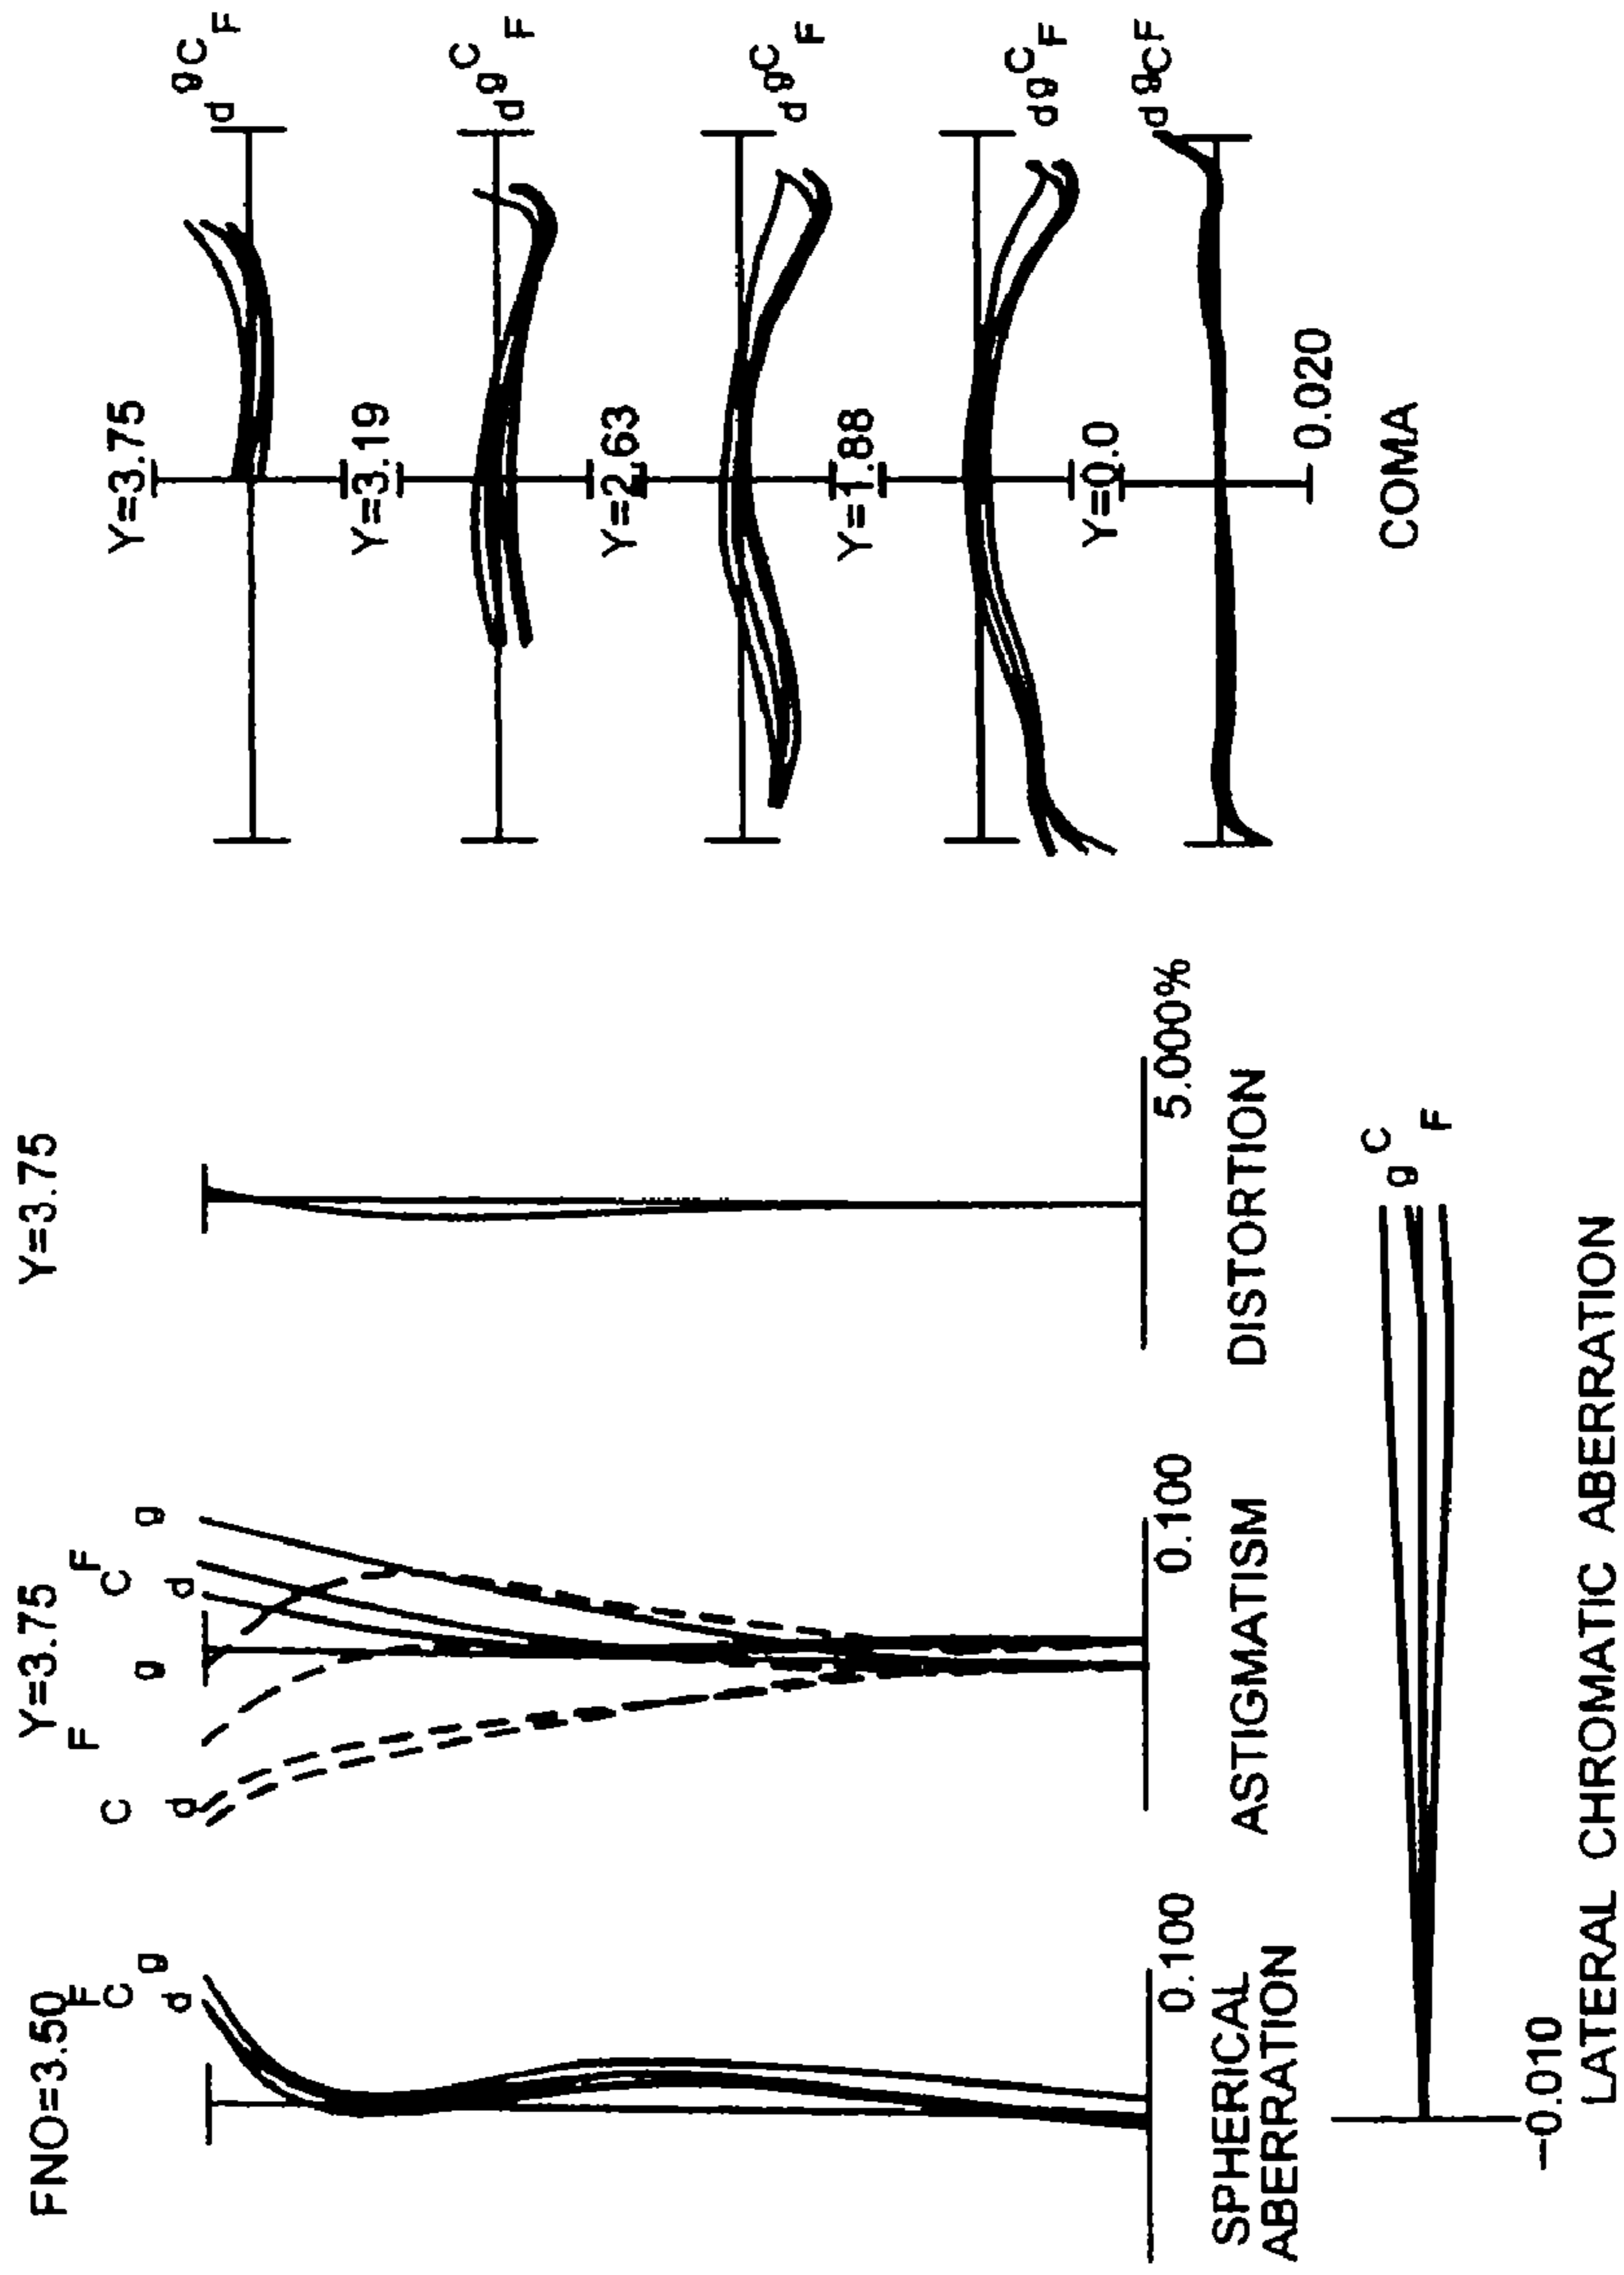 FNO=3.50
F
C
d
g
0.100
SPHERICAL
ABERRATION
Y=3.75
F
C
d
g
F
C
d
g
0.100
ASTIGMATISM
Y=3.75
5.000%
DISTORTION
Y=3.75
d
g
C
F
Y=3.19
d
g
C
F
Y=2.63
d
g
C
F
Y=1.88
d
g
C
F
Y=0.0
d
g
C
F
0.020
COMA
C
g
F
-0.010
LATERAL CHROMATIC ABERRATION